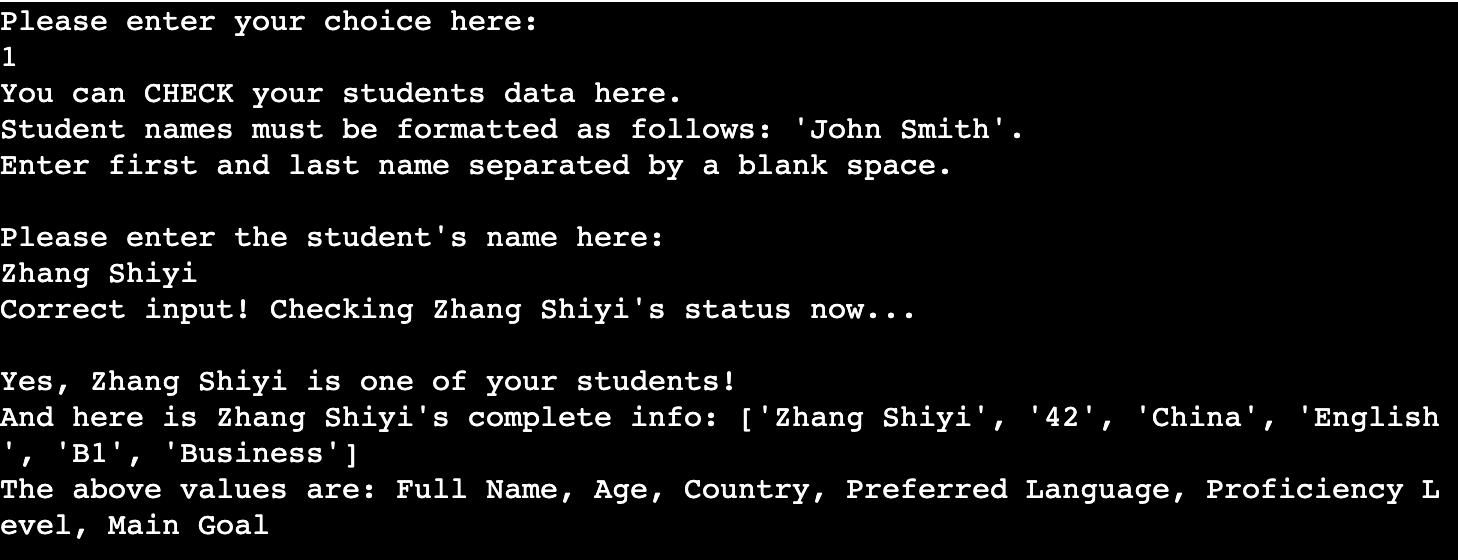 Please enter your choice here:
1
You can CHECK your students data here.
Student names must be formatted as follows: 'John Smith'.
Enter first and last name separated by a blank space.
Please enter the student's name here:
Zhang Shiyi
Correct input! Checking Zhang Shiyi's status now...
Yes, Zhang Shiyi is one of your students!
And here is Zhang Shiyi's complete info: ['Zhang Shiyi', '42', 'China', 'English
', 'B1', 'Business']
The above values are: Full Name, Age, Country, Preferred Language, Proficiency L
evel, Main Goal